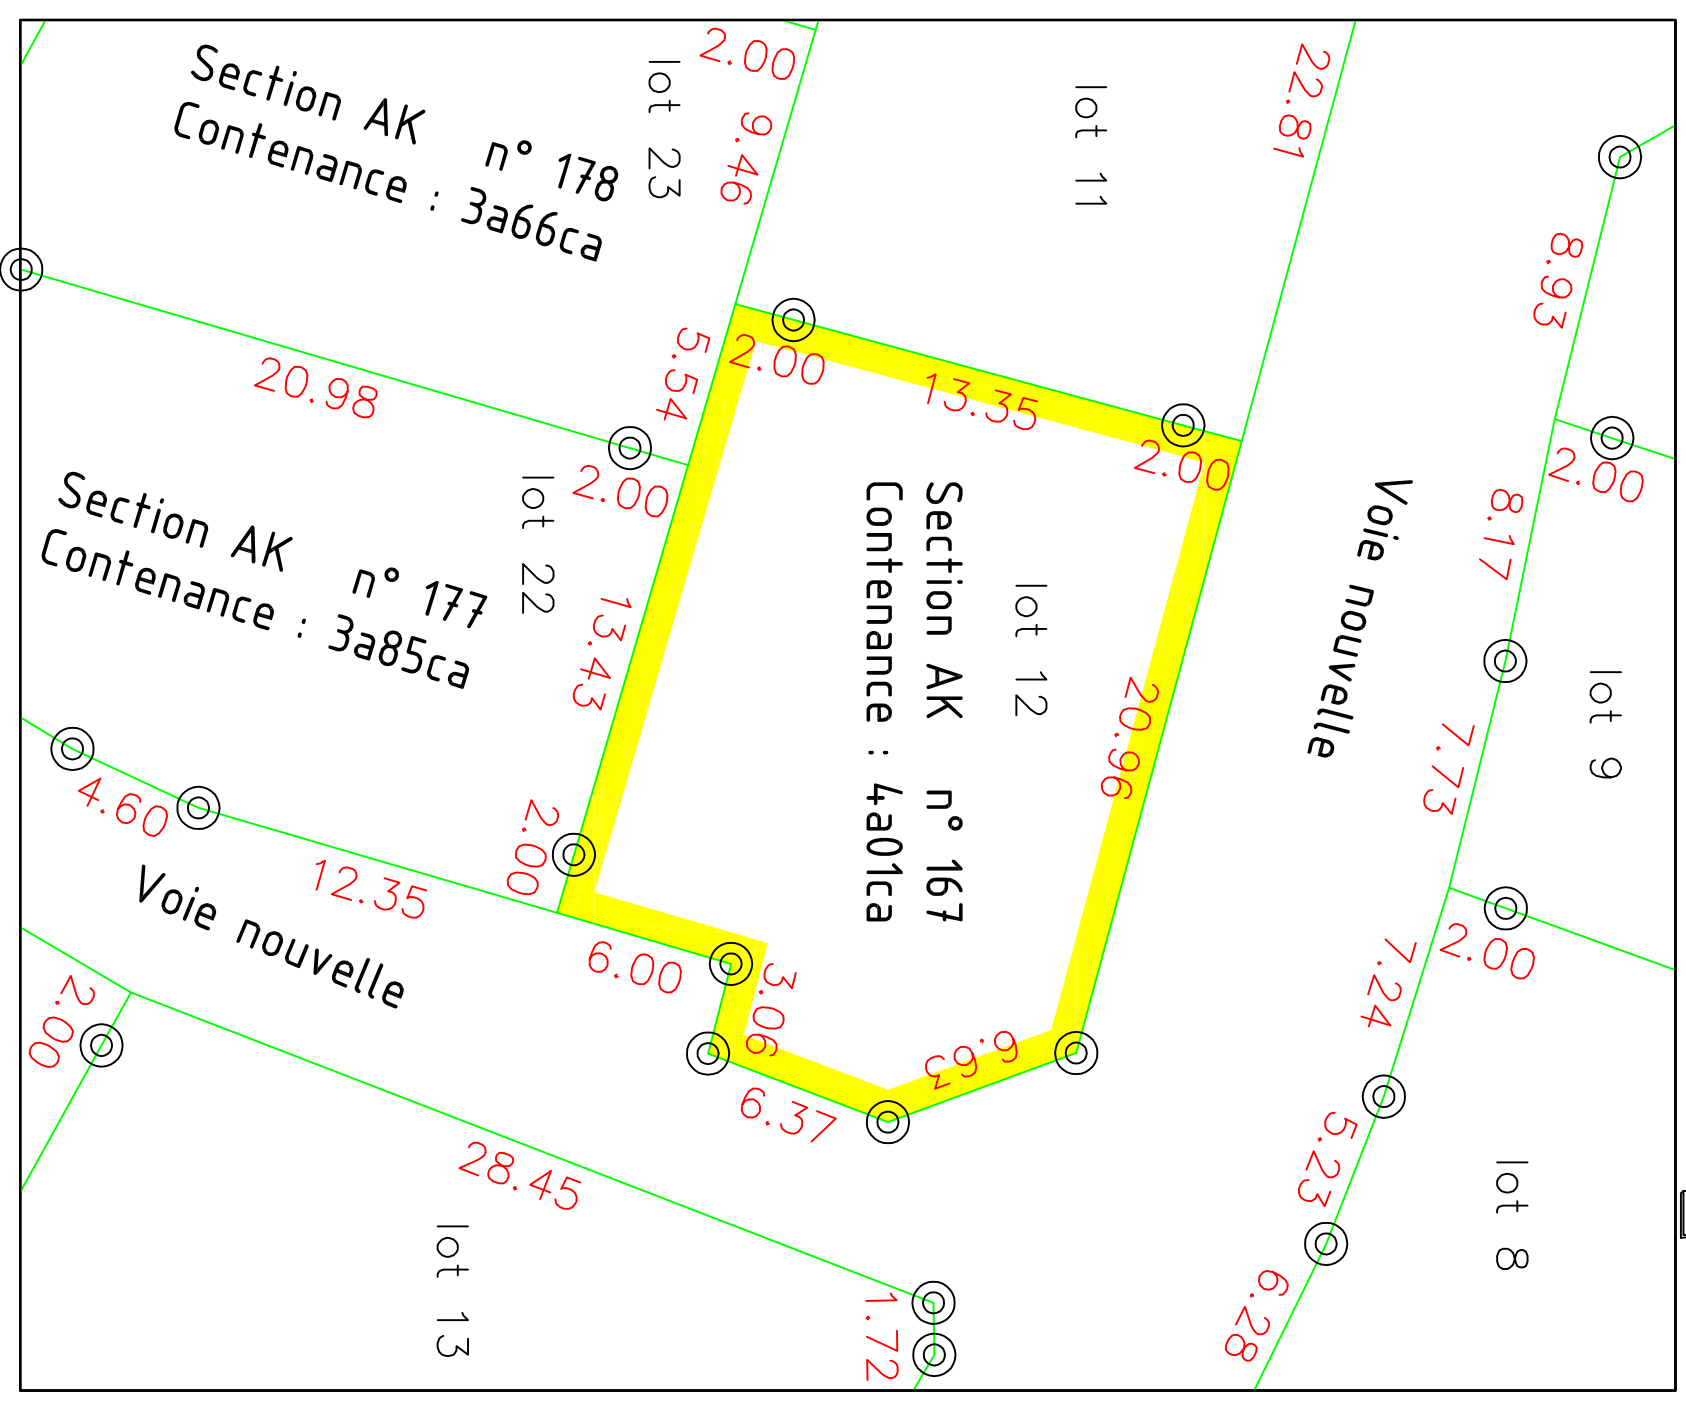 Section AK n° 178
Contenance : 3a66ca
lot 23
2.00
9.46
lot 11
22.81
8.93
2.00
8.17
lot 9
7.73
2.00
7.24
5.23
6.28
lot 8
Voie nouvelle
5.54
2.00
13.35
2.00
20.98
2.00
lot 22
Section AK n° 177
Contenance : 3a85ca
13.43
2.00
lot 12
Section AK n° 167
Contenance : 4a01ca
20.96
4.60
12.35
6.00
3.06
6.37
6.63
Voie nouvelle
2.00
28.45
1.72
lot 13